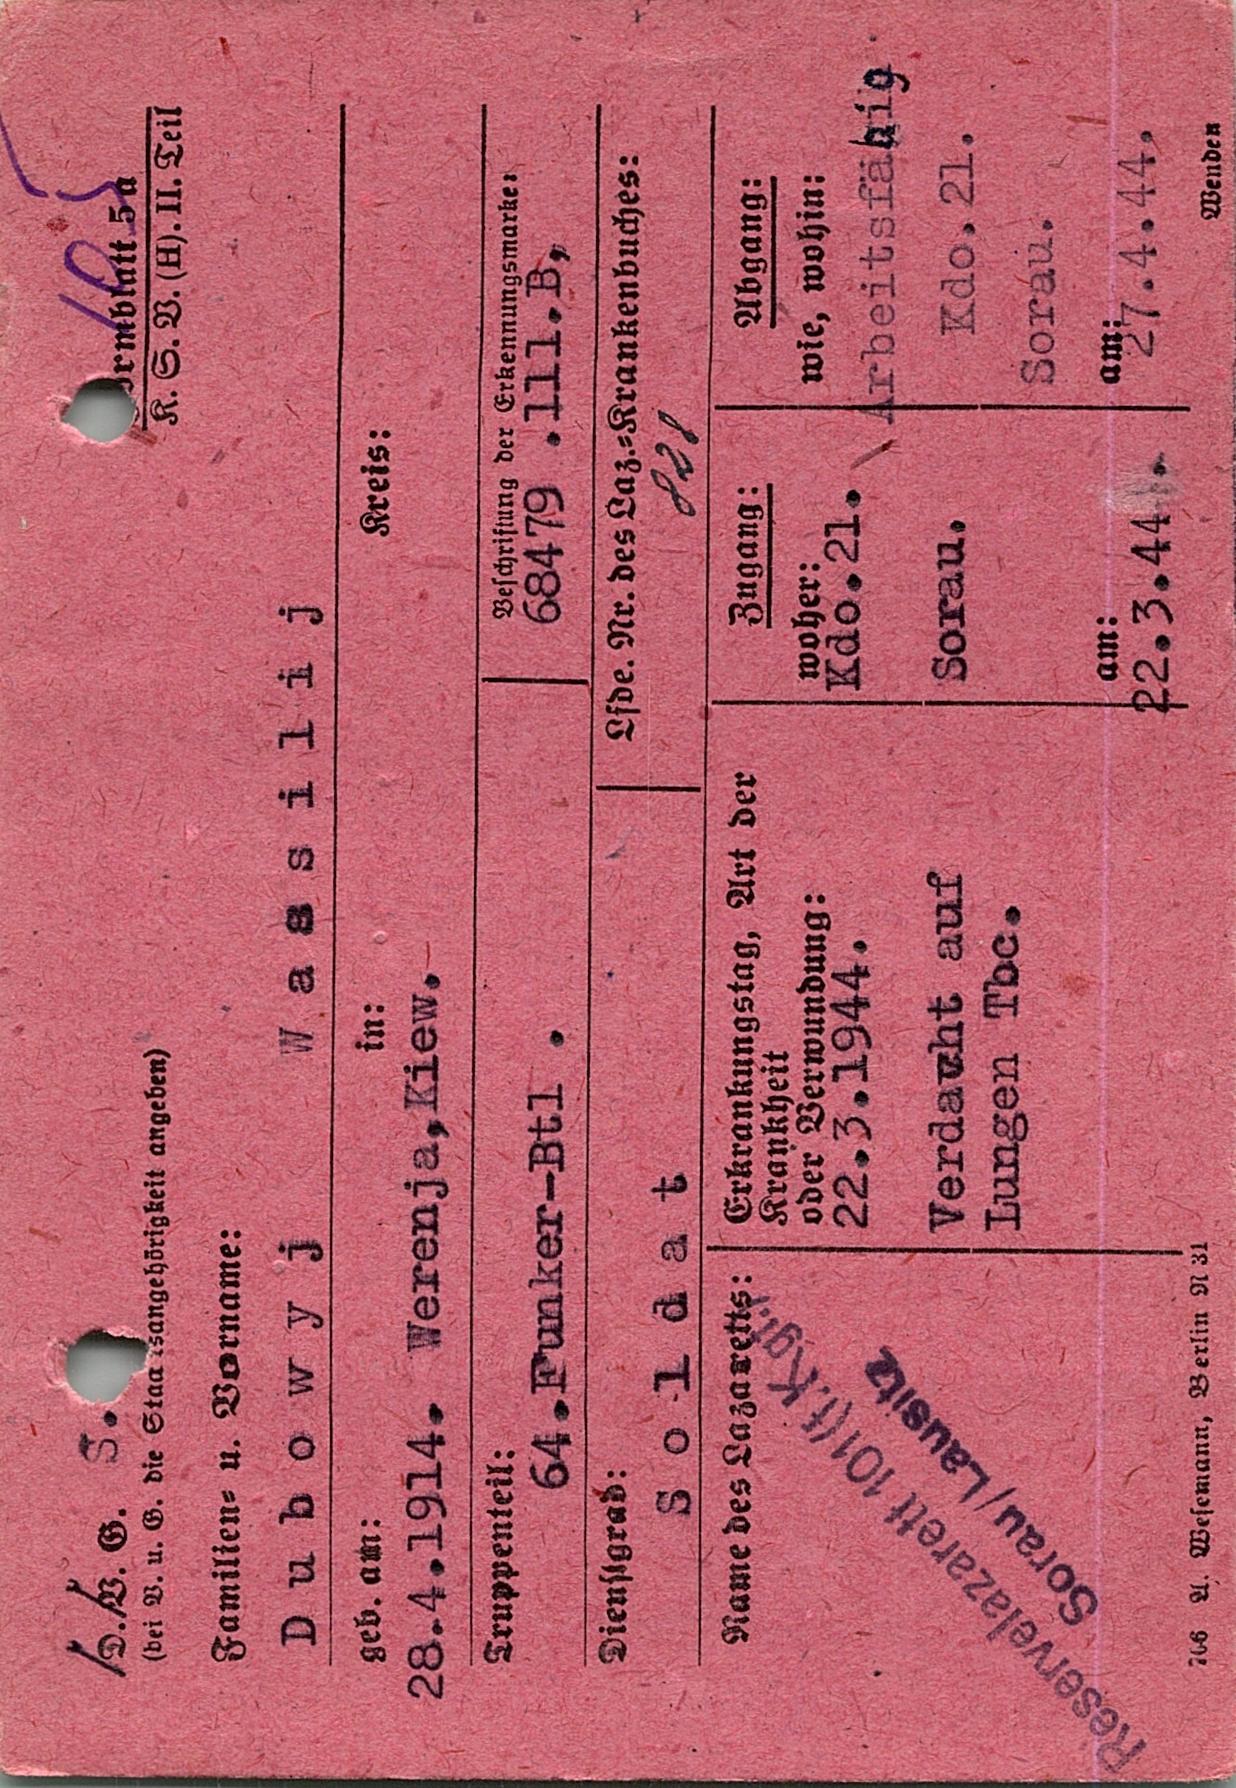 D. V. G. S.
(bei V. u. G. die Staatsangehörigkeit angeben)
Formblatt 5a
K. S. V. (H). II. Teil
Familien- u. Vorname:
Dubowyj Wassilij
geb. am: in: Kreis:
28.4.1914. Werenja, Kiew.
Truppenteil: Beschriftung der Erkennungsmarke:
64.Funker-Btl . 68479 .111.B,
Dienstgrad: Lfde. Nr. des Laz.-Krankenbuches:
Soldat 828
Name des Lazaretts:
Reservelazarett 101(f.Kgf.)
Sorau/Lausitz
Erkrankungstag, Art der
Krankheit
oder Verwundung:
22.3.1944.
Verdauht auf
Lungen Tbc.
Zugang:
woher:
Kdo.21.
Sorau.
am:
22.3.44.
Abgang:
wie, wohin:
Arbeitsfähig
Kdo.21.
Sorau.
am:
27.4.44.
706 A. Wesemann, Berlin N 31
Wenden